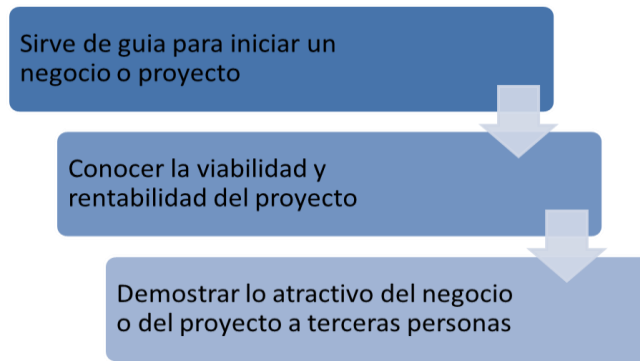 Sirve de guia para iniciar un
negocio o proyecto
Conocer la viabilidad y
rentabilidad del proyecto
Demostrar lo atractivo del negocio
o del proyecto a terceras personas